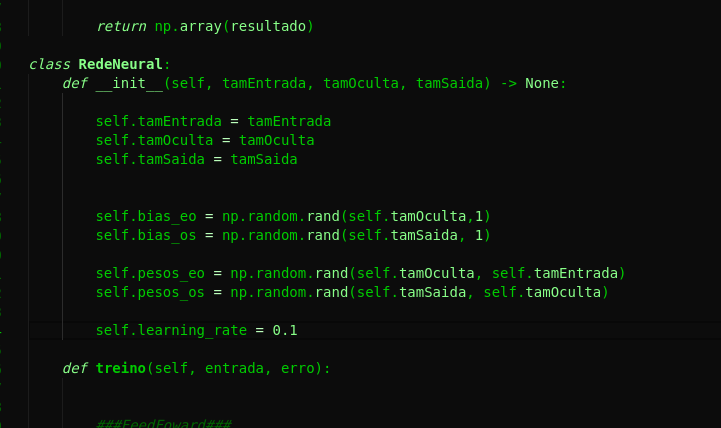 return np.array(resultado)
class RedeNeural:
def __init__(self, tamEntrada, tamOculta, tamSaida) -> None:
self.tamEntrada = tamEntrada
self.tamOculta = tamOculta
self.tamSaida = tamSaida
self.bias_eo = np.random.rand(self.tamOculta,1)
self.bias_os = np.random.rand(self.tamSaida, 1)
self.pesos_eo = np.random.rand(self.tamOculta, self.tamEntrada)
self.pesos_os = np.random.rand(self.tamSaida, self.tamOculta)
self.learning_rate = 0.1
def treino(self, entrada, erro):
###FeedFoward###